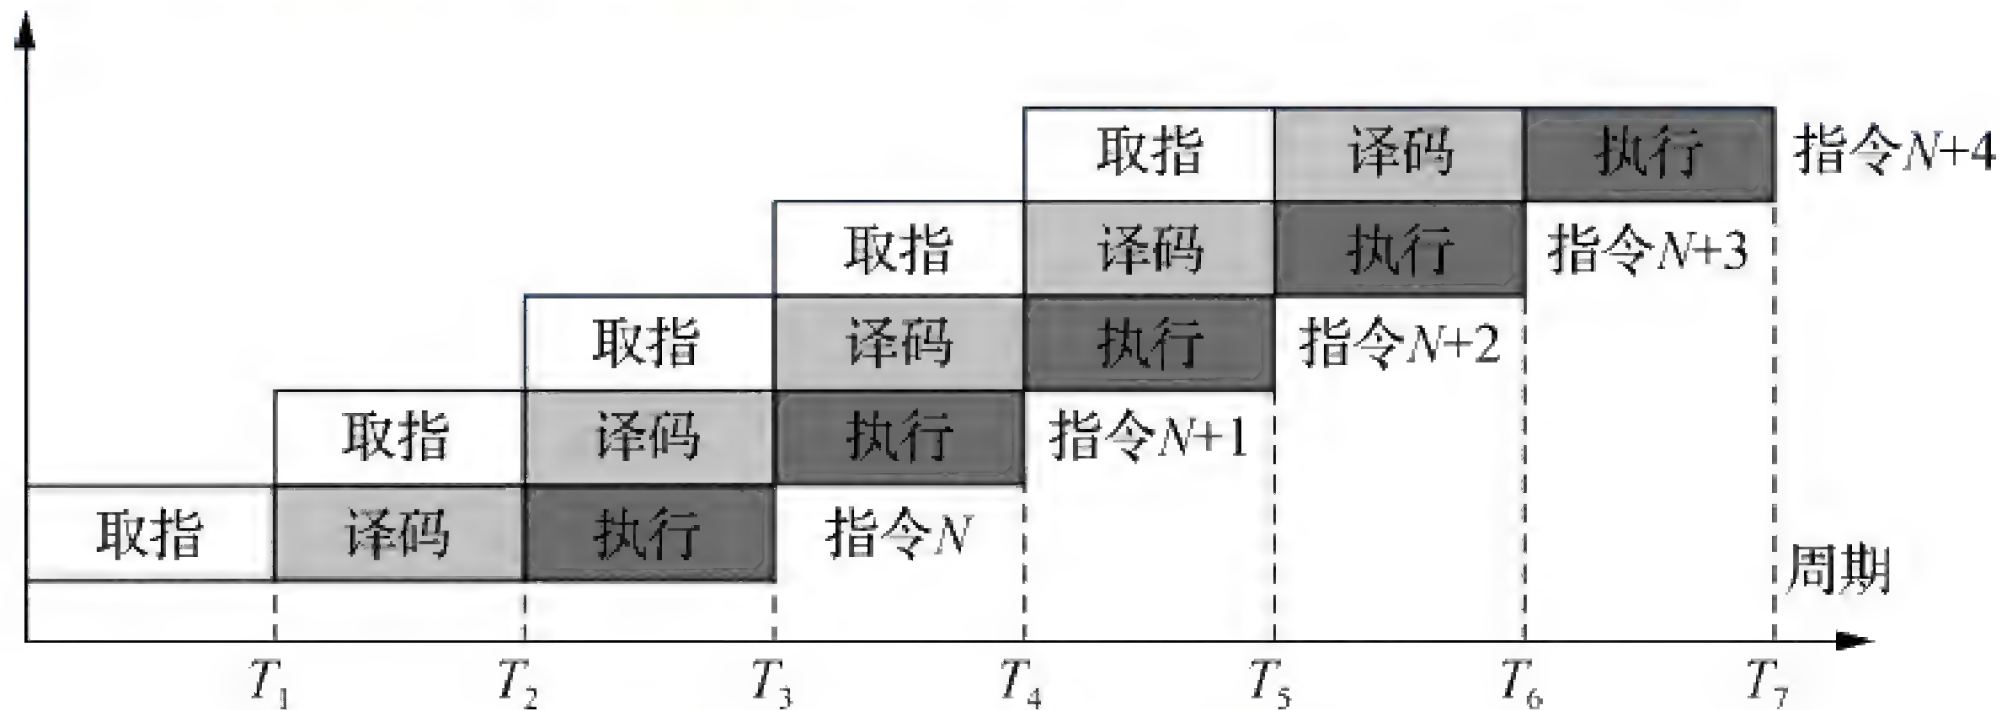 取指 译码 执行 指令N+4
取指 译码 执行 指令N+3
取指 译码 执行 指令N+2
取指 译码 执行 指令N+1
取指 译码 执行 指令N
周期
T1 T2 T3 T4 T5 T6 T7